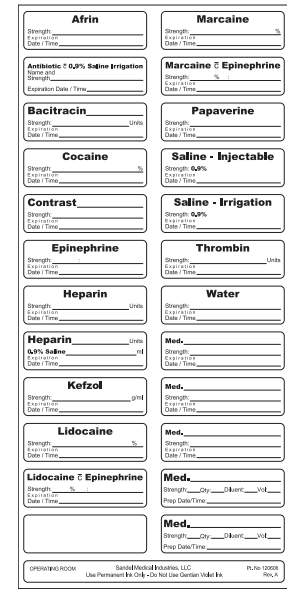 Afrin
Strength:
Expiration
Date / Time
Marcaine
Strength: %
Expiration
Date / Time
Antibiotic c̄ 0.9% Saline Irrigation
Name and
Strength
Expiration Date / Time
Marcaine c̄ Epinephrine
Strength: % :
Expiration
Date / Time
Bacitracin
Strength: Units
Expiration
Date / Time
Papaverine
Strength:
Expiration
Date / Time
Cocaine
Strength: %
Expiration
Date / Time
Saline - Injectable
Strength: 0.9%
Expiration
Date / Time
Contrast
Strength:
Expiration
Date / Time
Saline - Irrigation
Strength: 0.9%
Expiration
Date / Time
Epinephrine
Strength: :
Expiration
Date / Time
Thrombin
Strength: Units
Expiration
Date / Time
Heparin
Strength: Units
Expiration
Date / Time
Water
Strength:
Expiration
Date / Time
Heparin Units
0.9% Saline ml
Expiration
Date / Time
Med.
Strength:
Expiration
Date / Time
Kefzol
Strength: g/ml
Expiration
Date / Time
Med.
Strength:
Expiration
Date / Time
Lidocaine
Strength: %
Expiration
Date / Time
Med.
Strength:
Expiration
Date / Time
Lidocaine c̄ Epinephrine
Strength: % :
Expiration
Date / Time
Med.
Strength: Qty: Diluent: Vol:
Prep Date/Time:
Med.
Strength: Qty: Diluent: Vol:
Prep Date/Time:
OPERATING ROOM Sandel Medical Industries, LLC Pt. No 120606
Use Permanent Ink Only - Do Not Use Gentian Violet Ink Rev. A